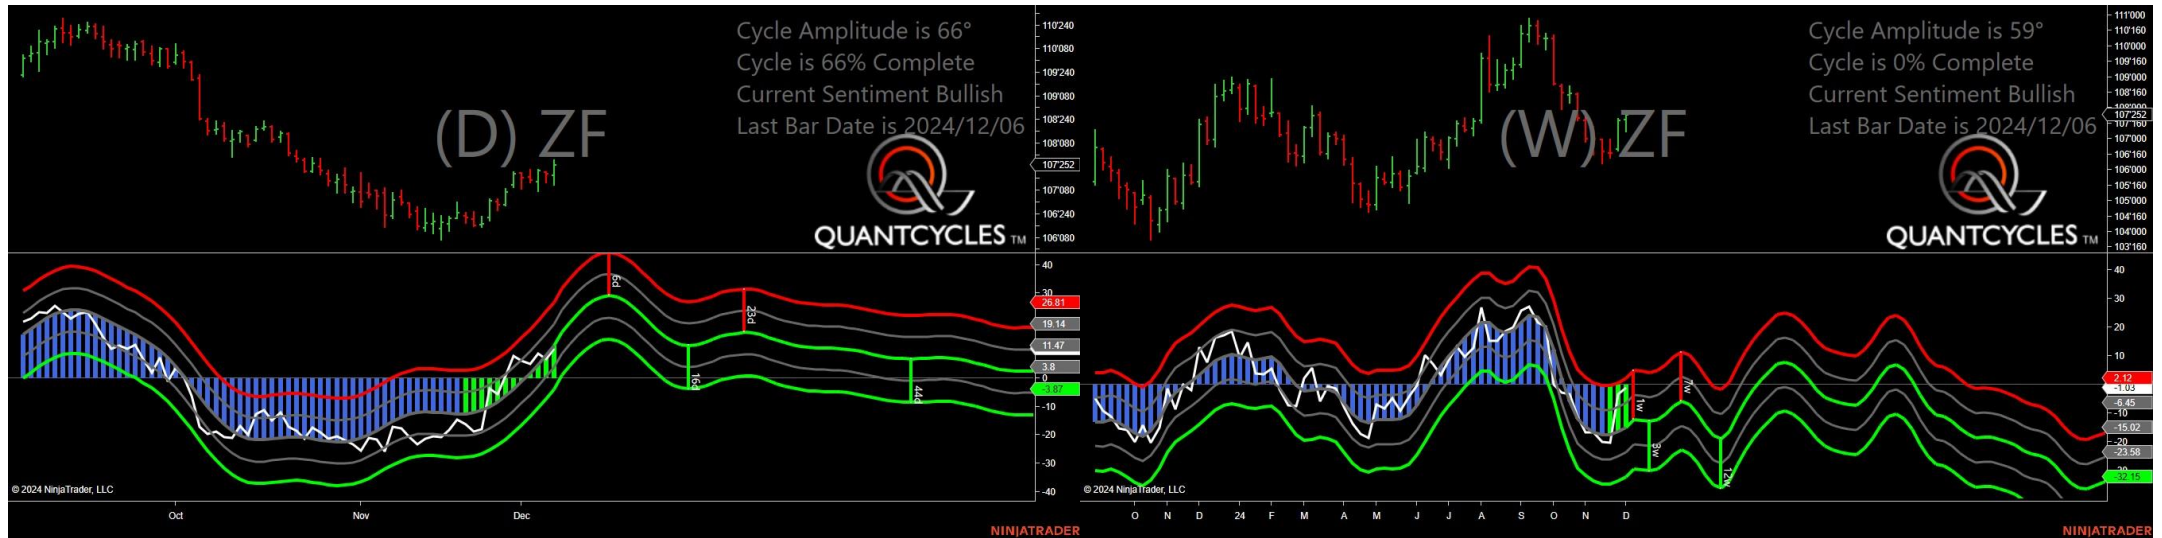 Cycle Amplitude is 66°
Cycle is 66% Complete
Current Sentiment Bullish
Last Bar Date is 2024/12/06
(D) ZF
QUANTCYCLES TM
110'240
110'080
109'240
109'080
108'240
108'080
107'252
107'080
106'240
106'080
6d
23d
16d
44d
40
30
26.81
19.14
11.47
3.8
0
-3.87
-10
-20
-30
-40
© 2024 NinjaTrader, LLC
Oct Nov Dec
NINJATRADER
Cycle Amplitude is 59°
Cycle is 0% Complete
Current Sentiment Bullish
Last Bar Date is 2024/12/06
(W) ZF
QUANTCYCLES TM
111'000
110'160
110'000
109'160
109'000
108'160
107'252
107'160
107'000
106'160
106'000
105'160
105'000
104'160
104'000
103'160
1w
7w
3w
12w
40
30
20
10
2.12
-1.03
-6.45
-10
-15.02
-20
-23.58
-32.15
© 2024 NinjaTrader, LLC
O N D 24 F M A M J J A S O N D
NINJATRADER